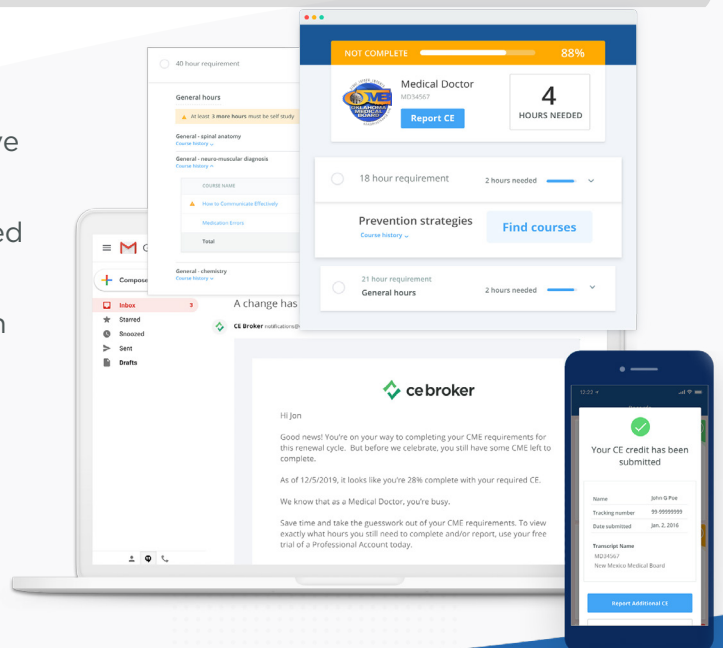 ve
ed
n
40 hour requirement
General hours
At least 3 more hours must be self study
General - spinal anatomy
Course history
General - neuro-muscular diagnosis
Course history
COURSE NAME
How to Communicate Effectively
Medication Errors
Total
General - chemistry
Course history
NOT COMPLETE 88%
OKLAHOMA
MEDICAL
BOARD
Medical Doctor
MD34567
Report CE
4
HOURS NEEDED
18 hour requirement 2 hours needed
Prevention strategies
Course history
Find courses
21 hour requirement
General hours 2 hours needed
Compose
Inbox 3
Starred
Snoozed
Sent
Drafts
A change has
CE Broker notifications@
cebroker
Hi Jon
Good news! You're on your way to completing your CME requirements for
this renewal cycle. But before we celebrate, you still have some CME left to
complete.
As of 12/5/2019, it looks like you're 28% complete with your required CE.
We know that as a Medical Doctor, you're busy.
Save time and take the guesswork out of your CME requirements. To view
exactly what hours you still need to complete and/or report, use your free
trial of a Professional Account today.
12:22
Your CE credit has been
submitted
Name John Q Poe
Tracking number 99-99999999
Date submitted Jan. 2, 2016
Transcript Name
MD34567
New Mexico Medical Board
Report Additional CE